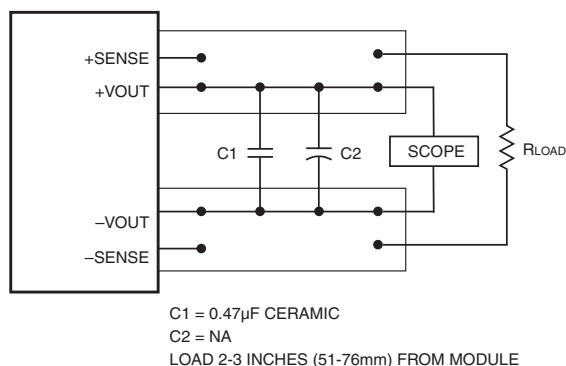 +SENSE
+VOUT
C1
C2
SCOPE
RLOAD
−VOUT
−SENSE
C1 = 0.47µF CERAMIC
C2 = NA
LOAD 2-3 INCHES (51-76mm) FROM MODULE